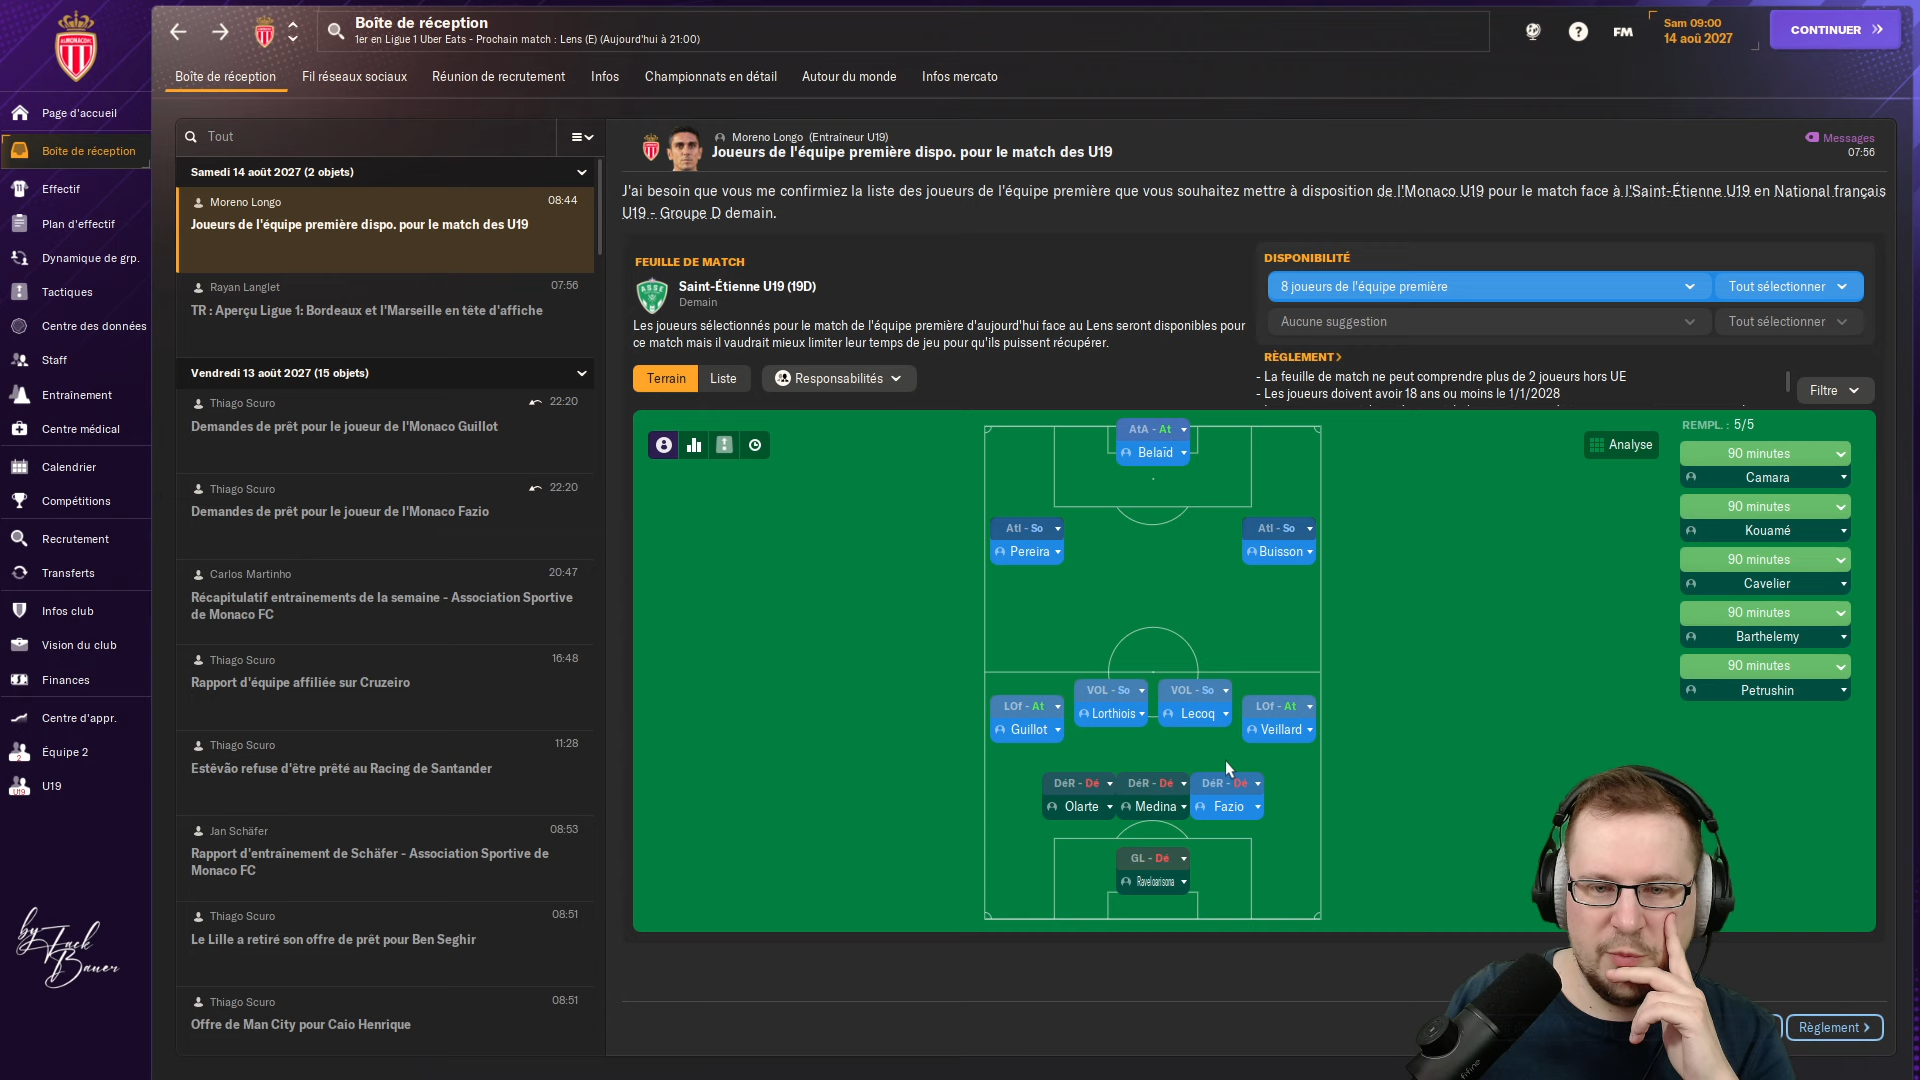 Boîte de réception
1er en Ligue 1 Uber Eats - Prochain match : Lens (E) (Aujourd'hui à 21:00)
FM
Sam 09:00
14 aoû 2027
CONTINUER
Boîte de réception
Fil réseaux sociaux
Réunion de recrutement
Infos
Championnats en détail
Autour du monde
Infos mercato
Page d'accueil
Boîte de réception
Effectif
Plan d'effectif
Dynamique de grp.
Tactiques
Centre des données
Staff
Entraînement
Centre médical
Calendrier
Compétitions
Recrutement
Transferts
Infos club
Vision du club
Finances
Centre d'appr.
Équipe 2
U19
by Jack Bauer
Tout
Samedi 14 août 2027 (2 objets)
Moreno Longo 08:44
Joueurs de l'équipe première dispo. pour le match des U19
Rayan Langlet 07:56
TR : Aperçu Ligue 1: Bordeaux et l'Marseille en tête d'affiche
Vendredi 13 août 2027 (15 objets)
Thiago Scuro 22:20
Demandes de prêt pour le joueur de l'Monaco Guillot
Thiago Scuro 22:20
Demandes de prêt pour le joueur de l'Monaco Fazio
Carlos Martinho 20:47
Récapitulatif entraînements de la semaine - Association Sportive
de Monaco FC
Thiago Scuro 16:48
Rapport d'équipe affiliée sur Cruzeiro
Thiago Scuro 11:28
Estêvão refuse d'être prêté au Racing de Santander
Jan Schäfer 08:53
Rapport d'entraînement de Schäfer - Association Sportive de
Monaco FC
Thiago Scuro 08:51
Le Lille a retiré son offre de prêt pour Ben Seghir
Thiago Scuro 08:51
Offre de Man City pour Caio Henrique
Moreno Longo (Entraîneur U19)
Joueurs de l'équipe première dispo. pour le match des U19
Messages
07:56
J'ai besoin que vous me confirmiez la liste des joueurs de l'équipe première que vous souhaitez mettre à disposition de l'Monaco U19 pour le match face à l'Saint-Étienne U19 en National français
U19 - Groupe D demain.
FEUILLE DE MATCH
ASSE
Saint-Étienne U19 (19D)
Demain
Les joueurs sélectionnés pour le match de l'équipe première d'aujourd'hui face au Lens seront disponibles pour
ce match mais il vaudrait mieux limiter leur temps de jeu pour qu'ils puissent récupérer.
DISPONIBILITÉ
8 joueurs de l'équipe première
Tout sélectionner
Aucune suggestion
Tout sélectionner
RÈGLEMENT >
- La feuille de match ne peut comprendre plus de 2 joueurs hors UE
- Les joueurs doivent avoir 18 ans ou moins le 1/1/2028
Terrain
Liste
Responsabilités
Filtre
Analyse
AtA - At
Belaïd
AtI - So
Pereira
AtI - So
Buisson
VOL - So
Lorthiois
VOL - So
Lecoq
LOf - At
Guillot
LOf - At
Veillard
DéR - Dé
Olarte
DéR - Dé
Medina
DéR - Dé
Fazio
GL - Dé
Raveloarisona
REMPL. : 5/5
90 minutes
Camara
90 minutes
Kouamé
90 minutes
Cavelier
90 minutes
Barthelemy
90 minutes
Petrushin
Règlement >
fifine